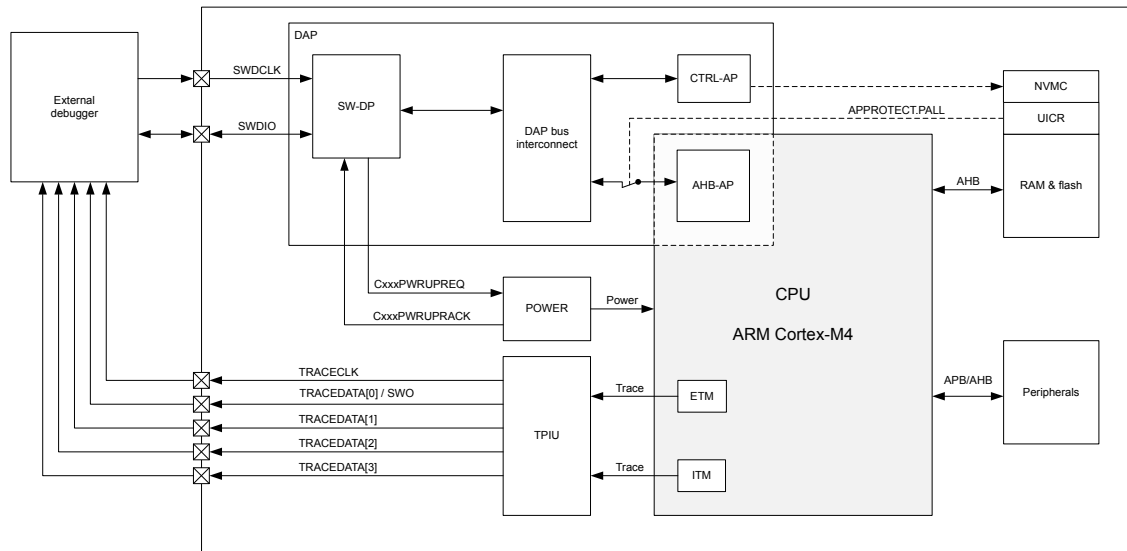 DAP
External
debugger
SWDCLK
SWDIO
SW-DP
DAP bus
interconnect
CTRL-AP
NVMC
APPROTECT.PALL
UICR
AHB-AP
AHB
RAM & flash
CxxxPWRUPREQ
CxxxPWRUPRACK
POWER
Power
CPU
ARM Cortex-M4
TRACECLK
TRACEDATA[0] / SWO
TRACEDATA[1]
TRACEDATA[2]
TRACEDATA[3]
TPIU
Trace
ETM
Trace
ITM
APB/AHB
Peripherals